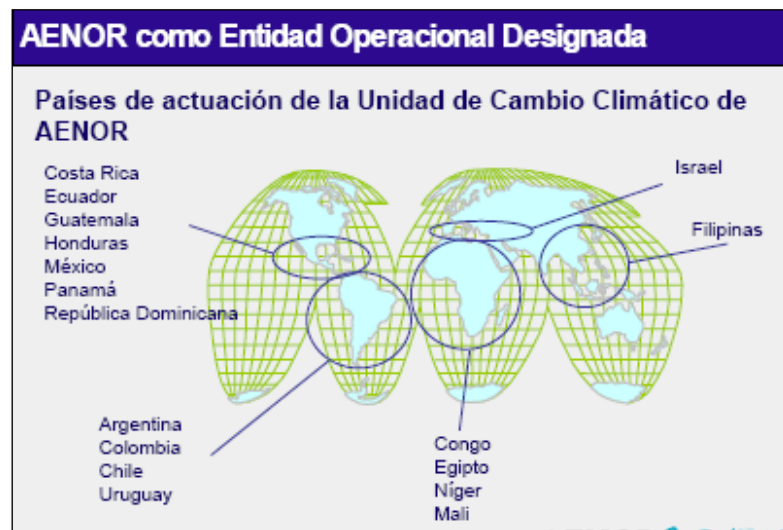 AENOR como Entidad Operacional Designada
Países de actuación de la Unidad de Cambio Climático de
AENOR
Costa Rica
Ecuador
Guatemala
Honduras
México
Panamá
República Dominicana
Israel
Filipinas
Argentina
Colombia
Chile
Uruguay
Congo
Egipto
Níger
Mali